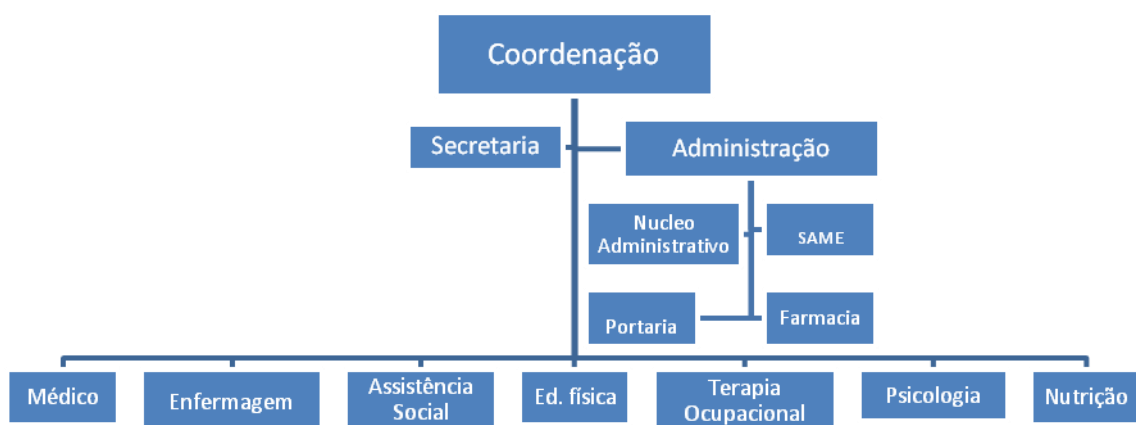 Coordenação
Secretaria
Administração
Nucleo
Administrativo
SAME
Portaria
Farmacia
Médico
Enfermagem
Assistência
Social
Ed. física
Terapia
Ocupacional
Psicologia
Nutrição